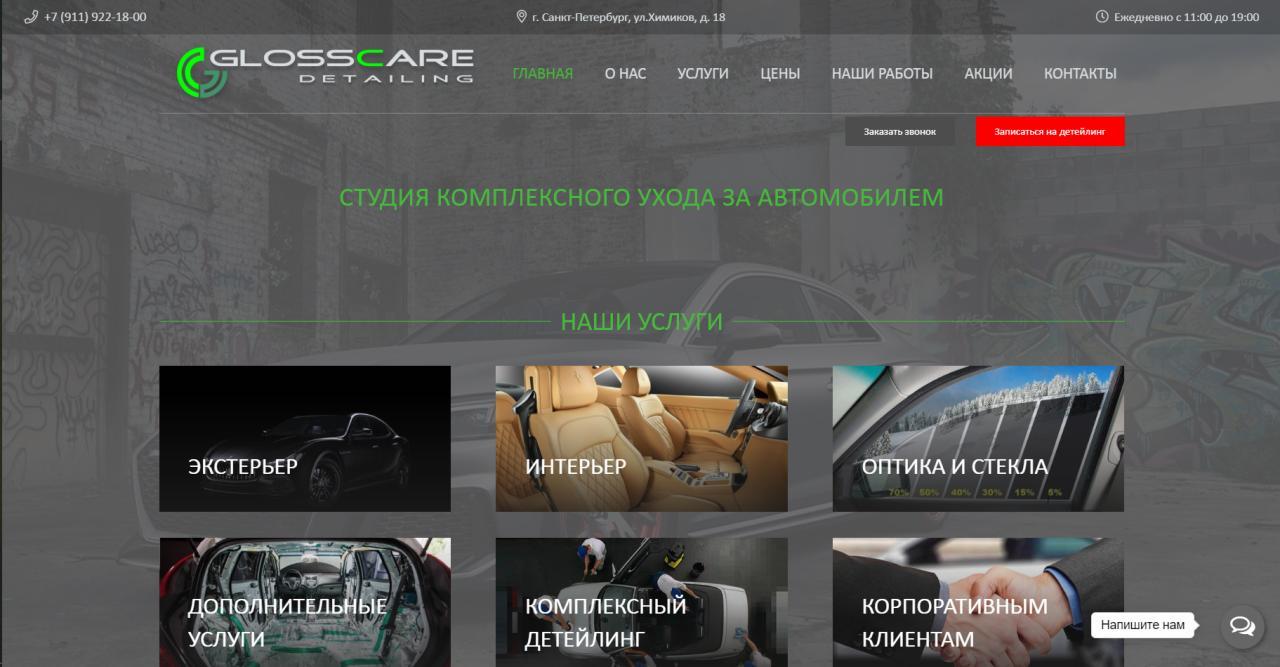 +7 (911) 922-18-00
г. Санкт-Петербург, ул.Химиков, д. 18
Ежедневно с 11:00 до 19:00
GLOSSCARE
DETAILING
ГЛАВНАЯ
О НАС
УСЛУГИ
ЦЕНЫ
НАШИ РАБОТЫ
АКЦИИ
КОНТАКТЫ
Заказать звонок
Записаться на детейлинг
СТУДИЯ КОМПЛЕКСНОГО УХОДА ЗА АВТОМОБИЛЕМ
НАШИ УСЛУГИ
ЭКСТЕРЬЕР
ИНТЕРЬЕР
ОПТИКА И СТЕКЛА
70% 50% 40% 30% 15% 5%
ДОПОЛНИТЕЛЬНЫЕ
УСЛУГИ
КОМПЛЕКСНЫЙ
ДЕТЕЙЛИНГ
КОРПОРАТИВНЫМ
КЛИЕНТАМ
Напишите нам